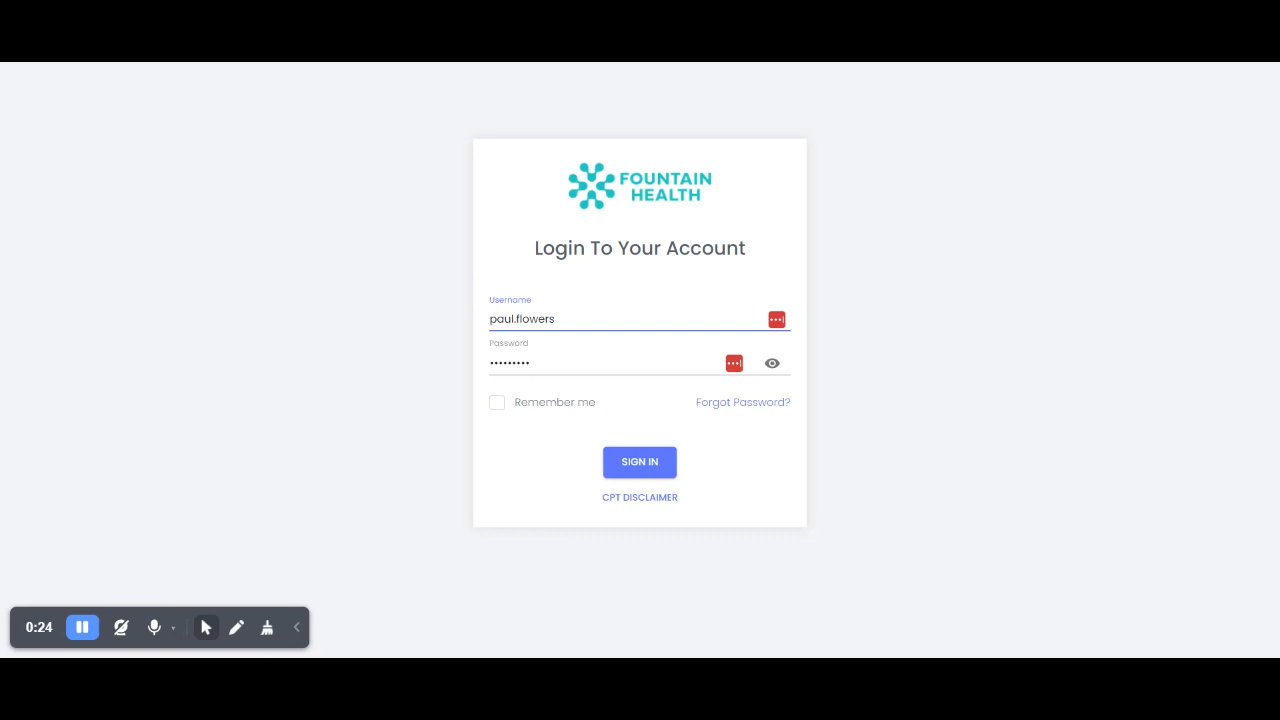 FOUNTAIN
HEALTH
Login To Your Account
Username
paul.flowers
Password
•••••••••
Remember me
Forgot Password?
SIGN IN
CPT DISCLAIMER
0:24